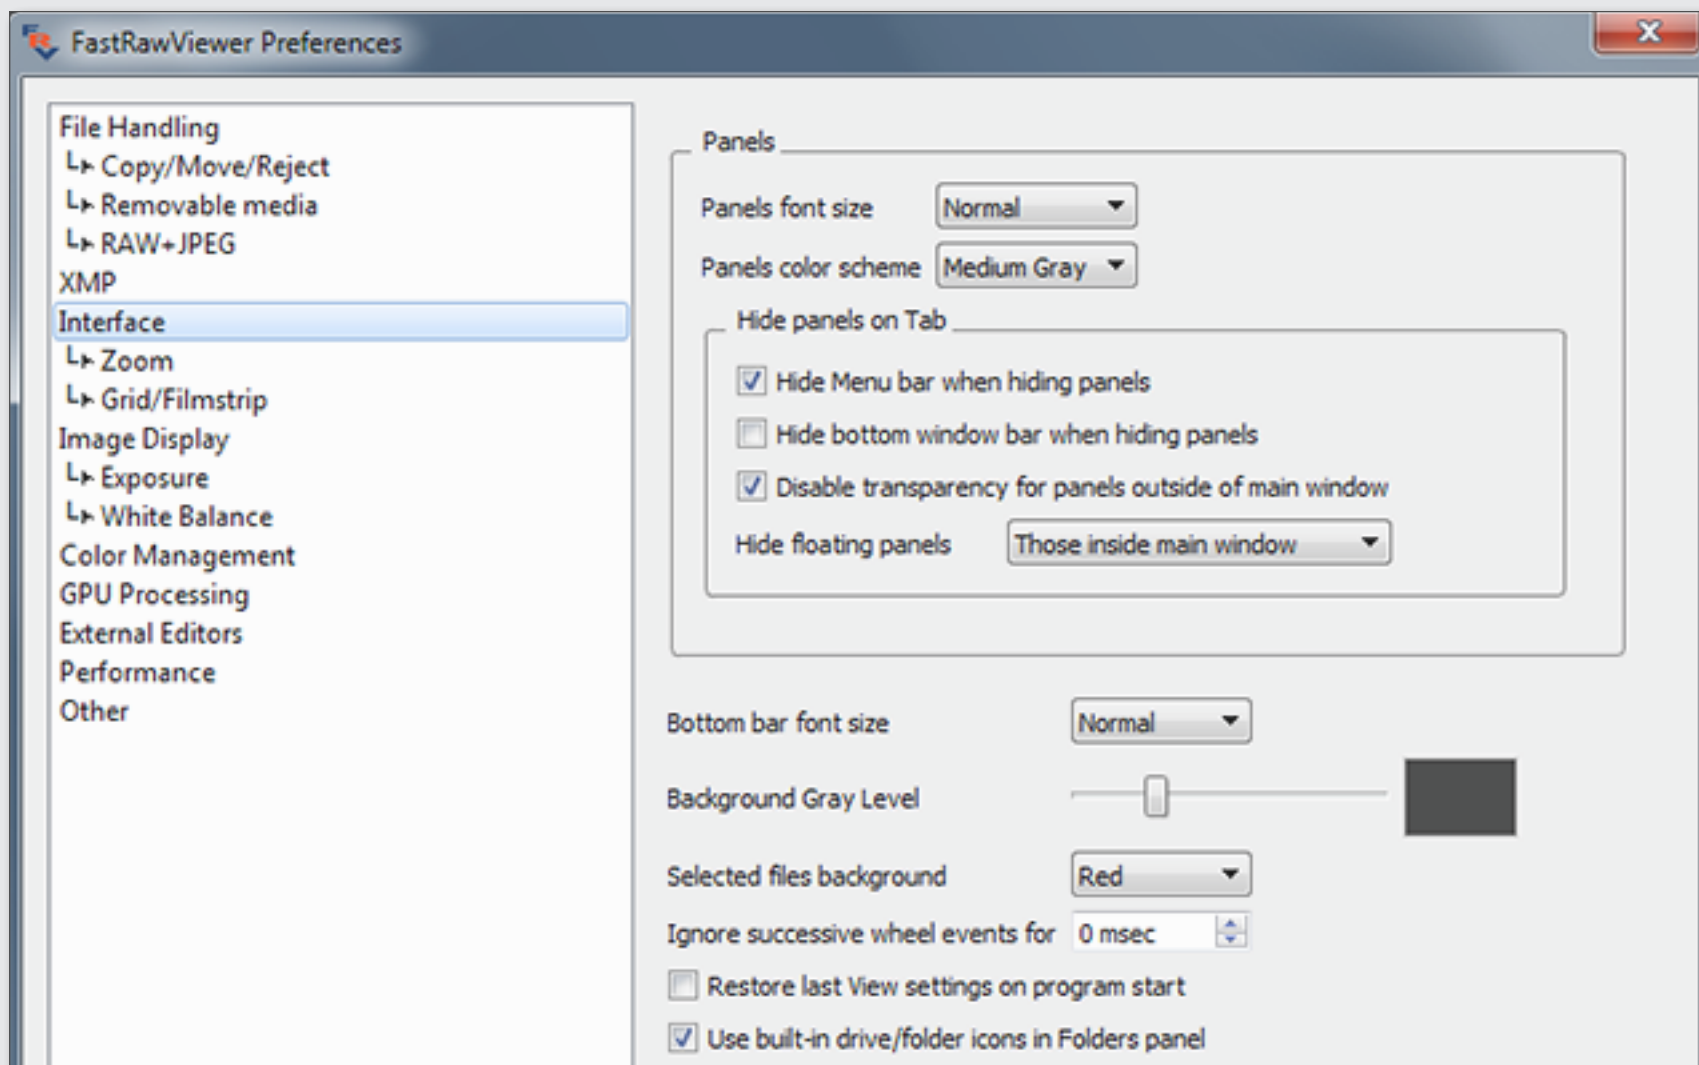 FastRawViewer Preferences
File Handling
Copy/Move/Reject
Removable media
RAW+JPEG
XMP
Interface
Zoom
Grid/Filmstrip
Image Display
Exposure
White Balance
Color Management
GPU Processing
External Editors
Performance
Other
Panels
Panels font size Normal
Panels color scheme Medium Gray
Hide panels on Tab
Hide Menu bar when hiding panels
Hide bottom window bar when hiding panels
Disable transparency for panels outside of main window
Hide floating panels Those inside main window
Bottom bar font size Normal
Background Gray Level
Selected files background Red
Ignore successive wheel events for 0 msec
Restore last View settings on program start
Use built-in drive/folder icons in Folders panel